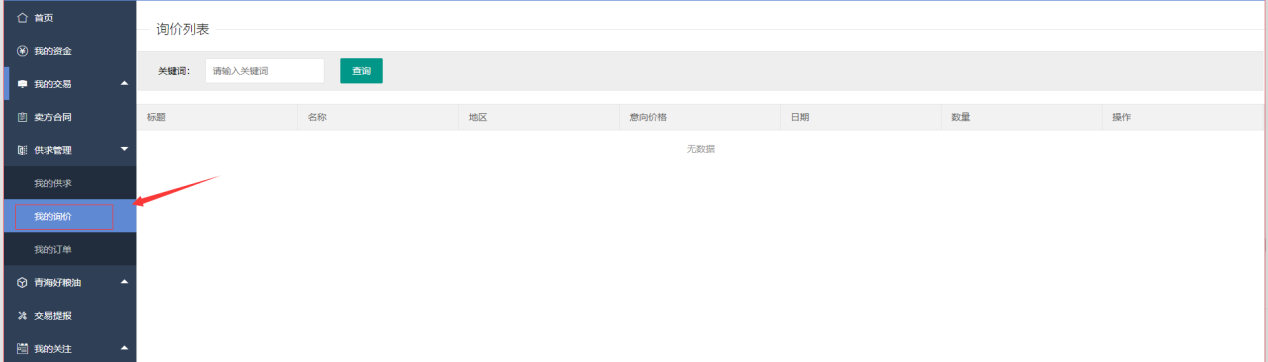 首页
我的资金
我的交易
卖方合同
供求管理
我的供求
我的询价
我的订单
青海好粮油
交易提报
我的关注
询价列表
关键词： 请输入关键词 查询
标题 名称 地区 意向价格 日期 数量 操作
无数据